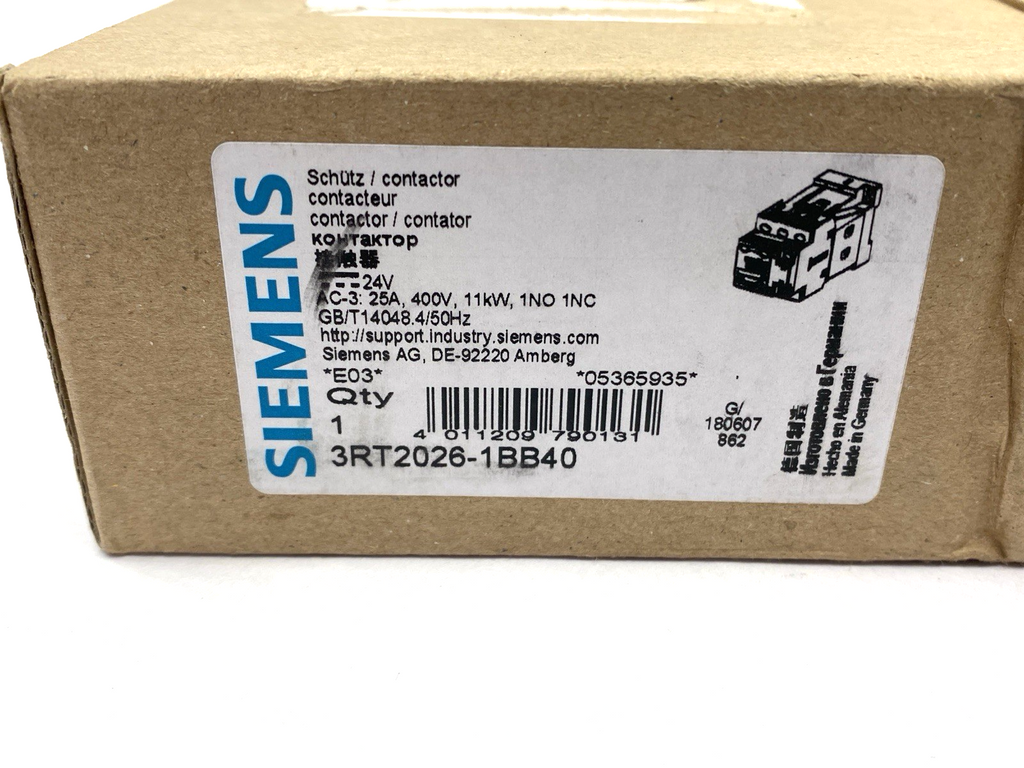 SIEMENS
Schütz / contactor
contacteur
contactor / contator
контактор
接触器
24V
AC-3: 25A, 400V, 11kW, 1NO 1NC
GB/T14048.4/50Hz
http://support.industry.siemens.com
Siemens AG, DE-92220 Amberg
*E03* *05365935*
Qty
1
4 011209 790131
3RT2026-1BB40
G/
180607
862
德国制造
Изготовлено в Германии
Hecho en Alemania
Made in Germany